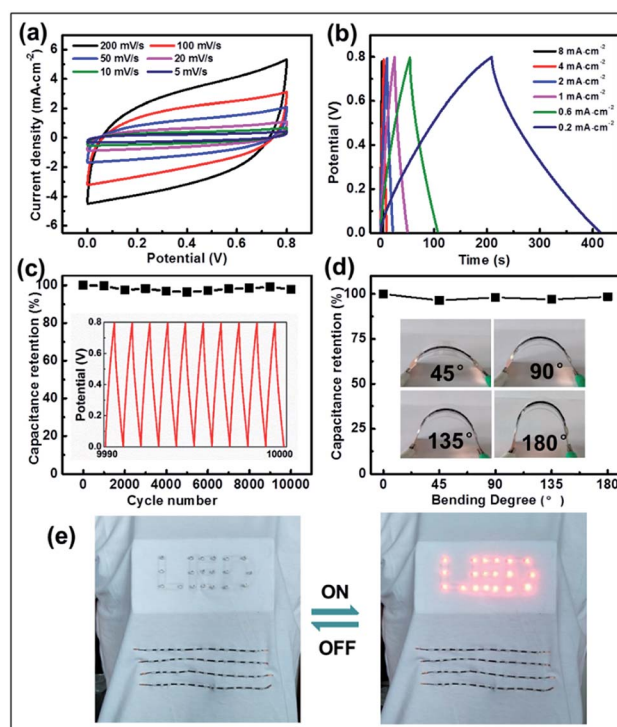 (a)
200 mV/s 100 mV/s
50 mV/s 20 mV/s
10 mV/s 5 mV/s
Current density (mA·cm⁻²)
6
4
2
0
-2
-4
-6
0.0 0.2 0.4 0.6 0.8
Potential (V)
(b)
8 mA·cm⁻²
4 mA·cm⁻²
2 mA·cm⁻²
1 mA·cm⁻²
0.6 mA·cm⁻²
0.2 mA·cm⁻²
Potential (V)
0.8
0.6
0.4
0.2
0.0
0 100 200 300 400
Time (s)
(c)
Capacitance retention (%)
100
80
60
40
20
0
Potential (V)
0.8
0.6
0.4
0.2
0.0
9990 10000
0 2000 4000 6000 8000 10000
Cycle number
(d)
Capacitance retention (%)
100
80
60
40
20
0
45° 90°
135° 180°
0 45 90 135 180
Bending Degree (°)
(e)
LED
ON
OFF
LED